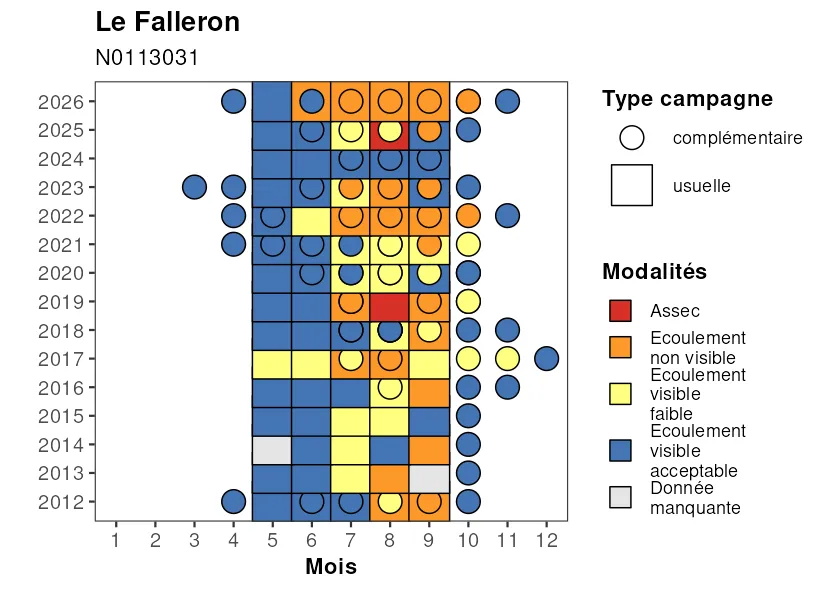 Le Falleron
N0113031
2026
2025
2024
2023
2022
2021
2020
2019
2018
2017
2016
2015
2014
2013
2012
1 2 3 4 5 6 7 8 9 10 11 12
Mois
Type campagne
complémentaire
usuelle
Modalités
Assec
Ecoulement
non visible
Ecoulement
visible
faible
Ecoulement
visible
acceptable
Donnée
manquante